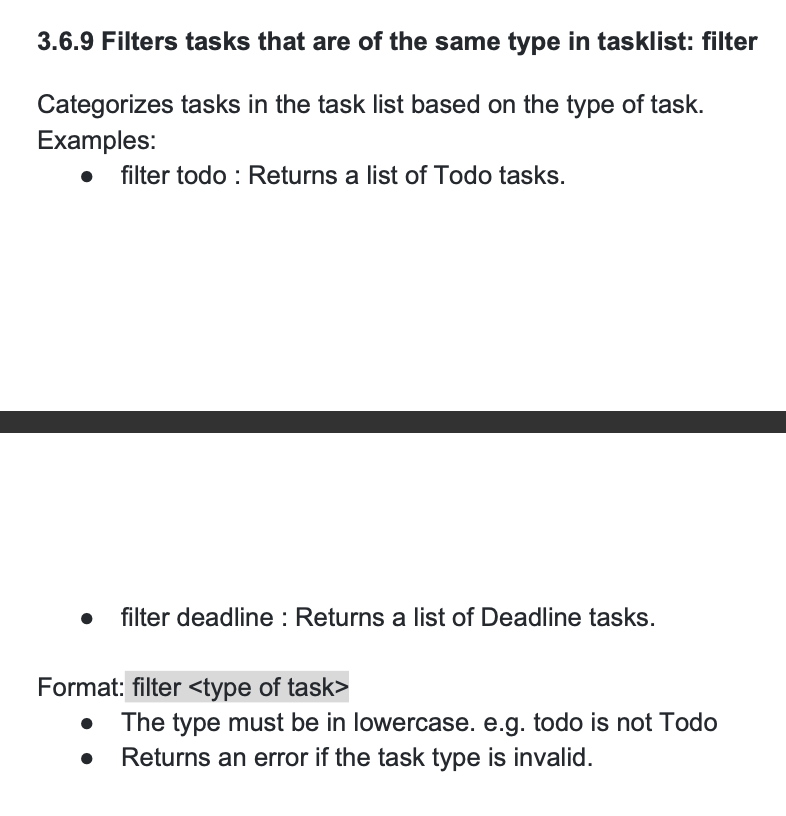 3.6.9 Filters tasks that are of the same type in tasklist: filter
Categorizes tasks in the task list based on the type of task.
Examples:
● filter todo : Returns a list of Todo tasks.
● filter deadline : Returns a list of Deadline tasks.
Format: filter <type of task>
● The type must be in lowercase. e.g. todo is not Todo
● Returns an error if the task type is invalid.